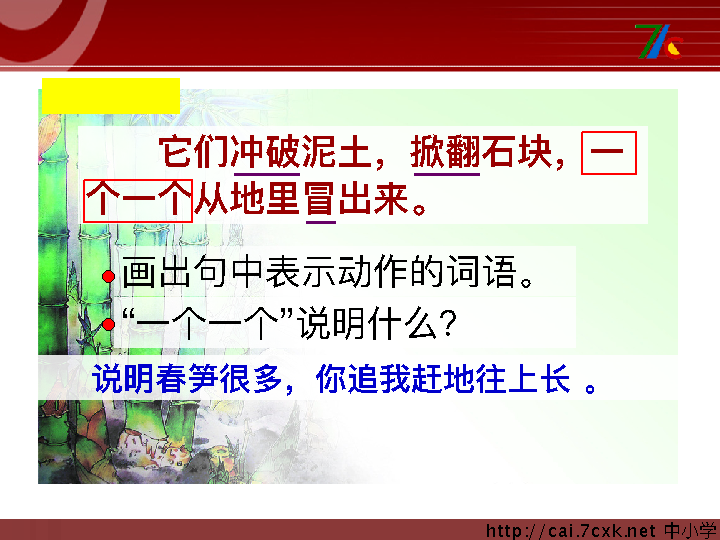 它们冲破泥土，掀翻石块，一
个一个从地里冒出来。
画出句中表示动作的词语。
“一个一个”说明什么？
说明春笋很多，你追我赶地往上长 。
http://cai.7cxk.net 中小学